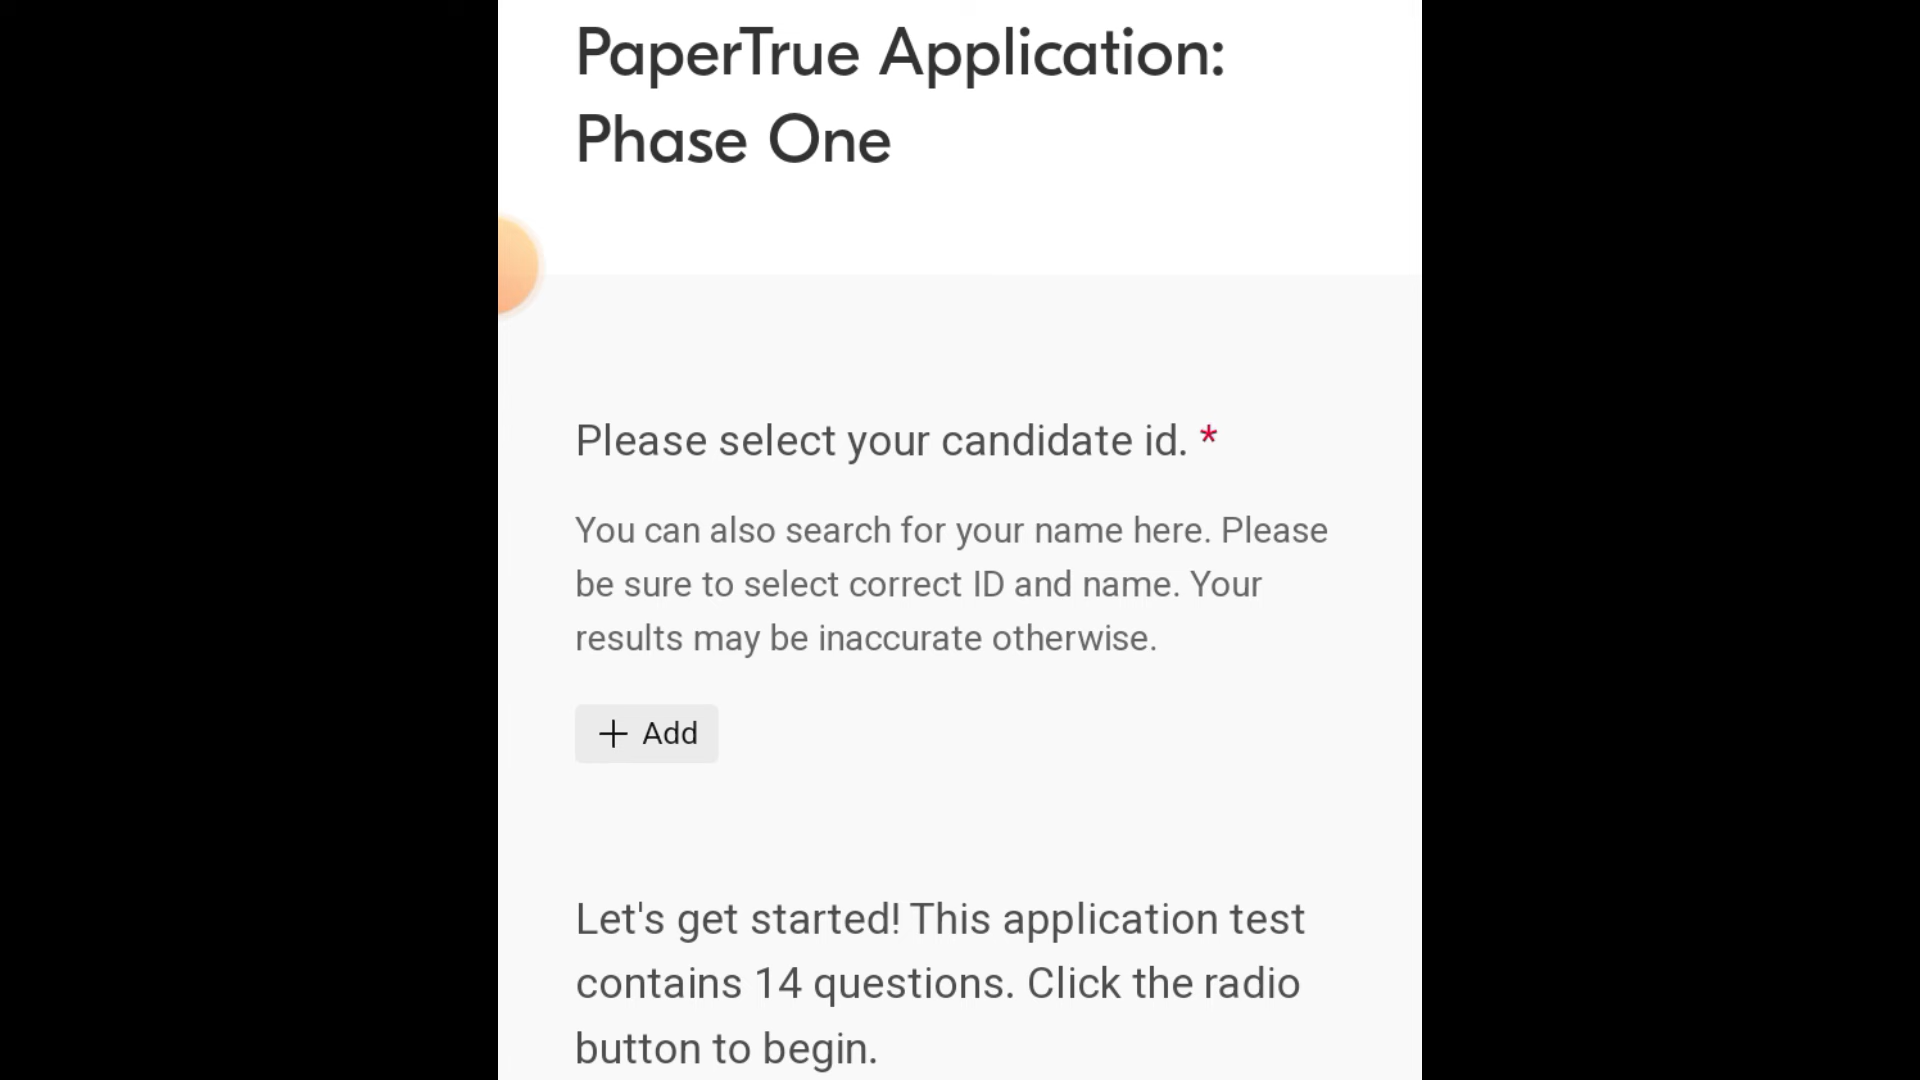 PaperTrue Application:
Phase One
Please select your candidate id. *
You can also search for your name here. Please
be sure to select correct ID and name. Your
results may be inaccurate otherwise.
+ Add
Let's get started! This application test
contains 14 questions. Click the radio
button to begin.